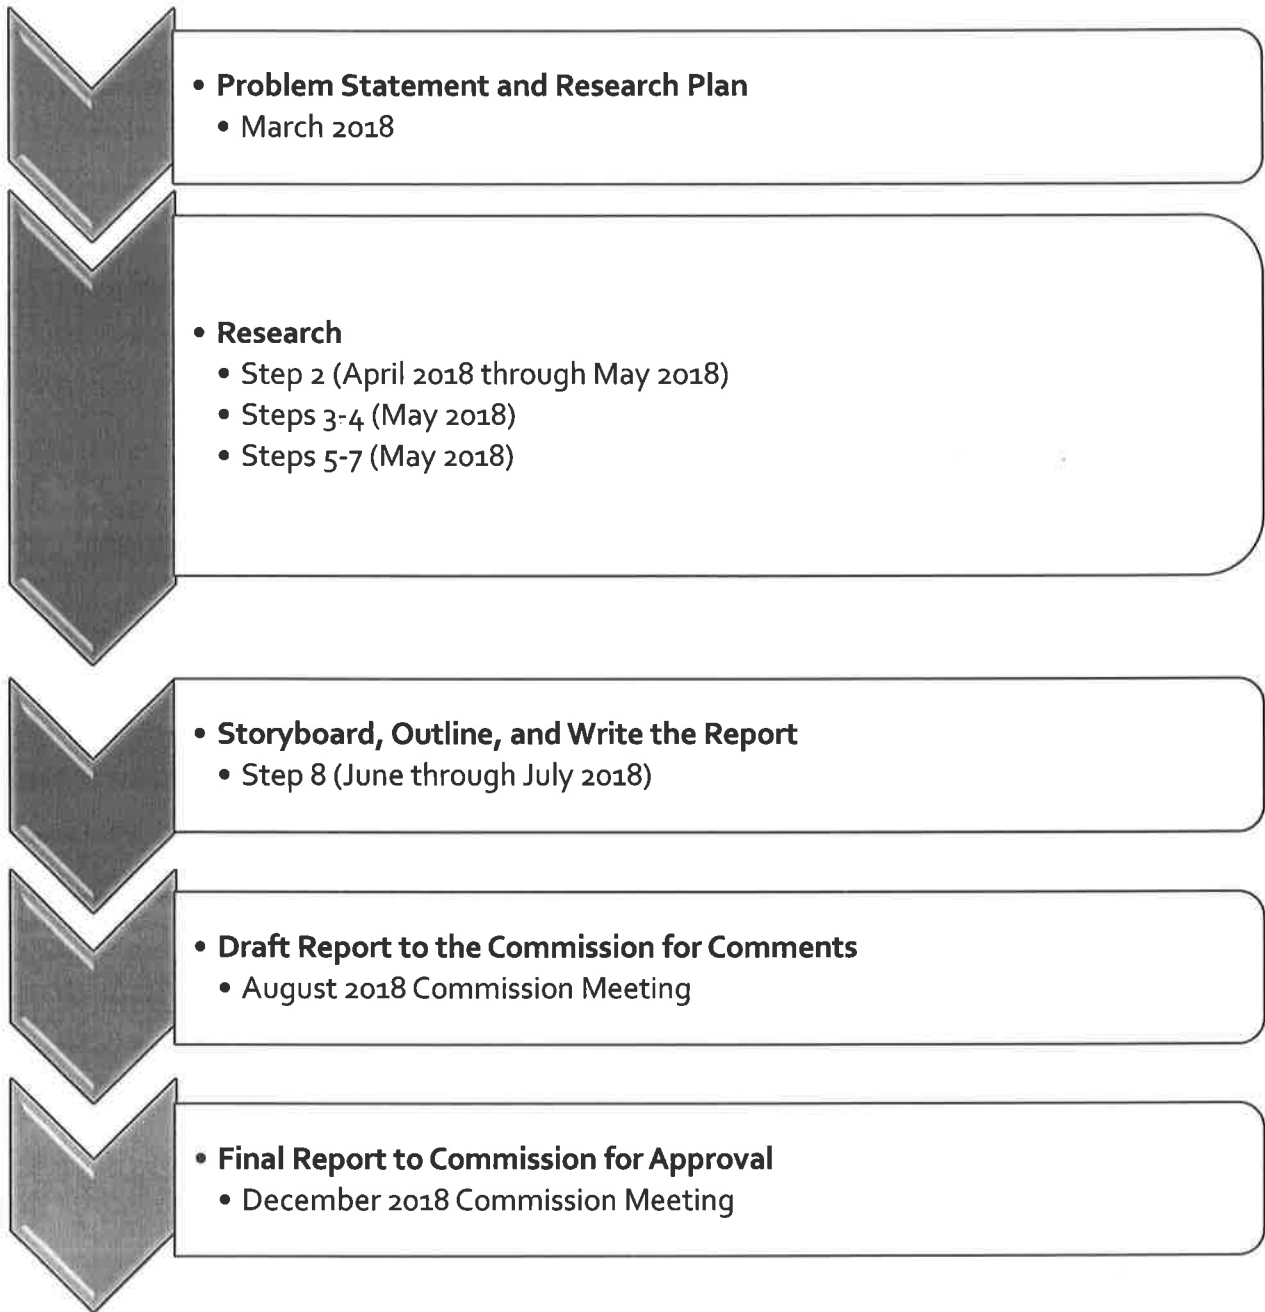 • Problem Statement and Research Plan
• March 2018
• Research
• Step 2 (April 2018 through May 2018)
• Steps 3-4 (May 2018)
• Steps 5-7 (May 2018)
• Storyboard, Outline, and Write the Report
• Step 8 (June through July 2018)
• Draft Report to the Commission for Comments
• August 2018 Commission Meeting
• Final Report to Commission for Approval
• December 2018 Commission Meeting